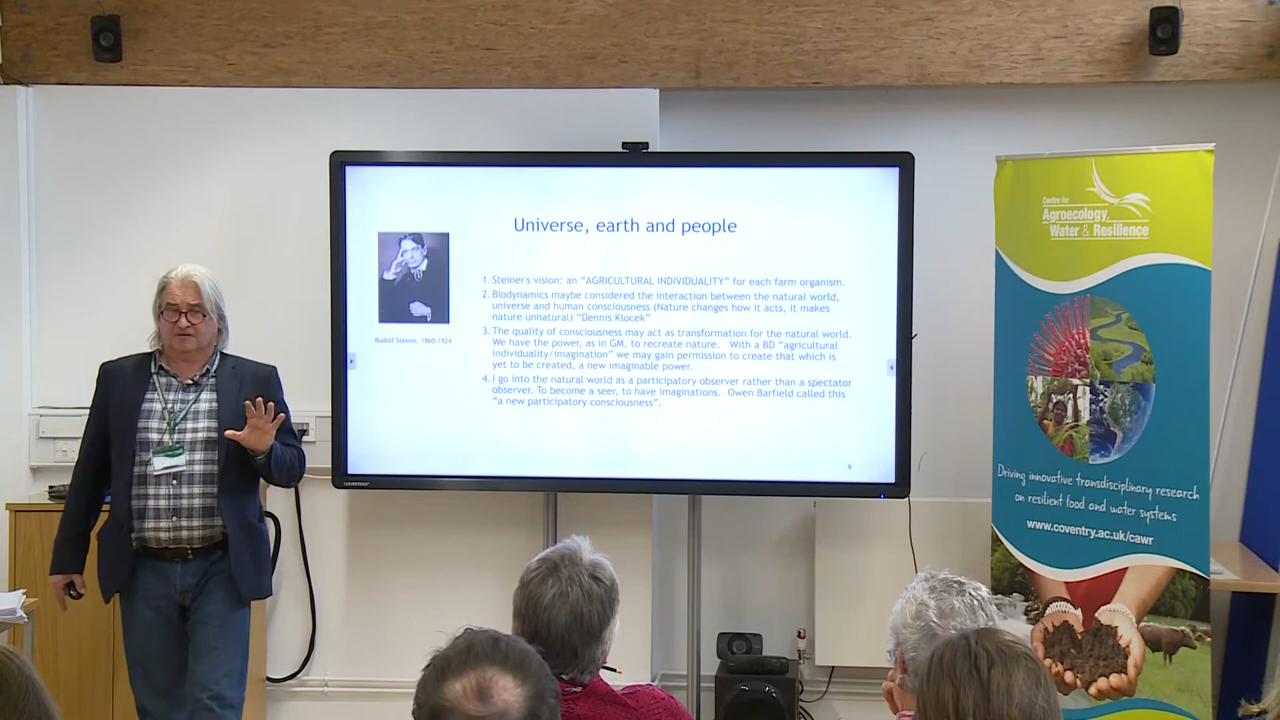 Universe, earth and people
1. Steiner's vision: an "AGRICULTURAL INDIVIDUALITY" for each farm organism.
2. Biodynamics maybe considered the interaction between the natural world,
universe and human consciousness (Nature changes how it acts, it makes
nature unnatural) "Dennis Klocek"
3. The quality of consciousness may act as transformation for the natural world.
We have the power, as in GM, to recreate nature. With a BD "agricultural
individuality/imagination" we may gain permission to create that which is
yet to be created, a new imaginable power.
4. I go into the natural world as a participatory observer rather than a spectator
observer. To become a seer, to have imaginations. Owen Barfield called this
"a new participatory consciousness".
Rudolf Steiner, 1860-1924
9
CLEVERTOUCH
Centre for
Agroecology,
Water & Resilience
Driving innovative transdisciplinary research
on resilient food and water systems
www.coventry.ac.uk/cawr